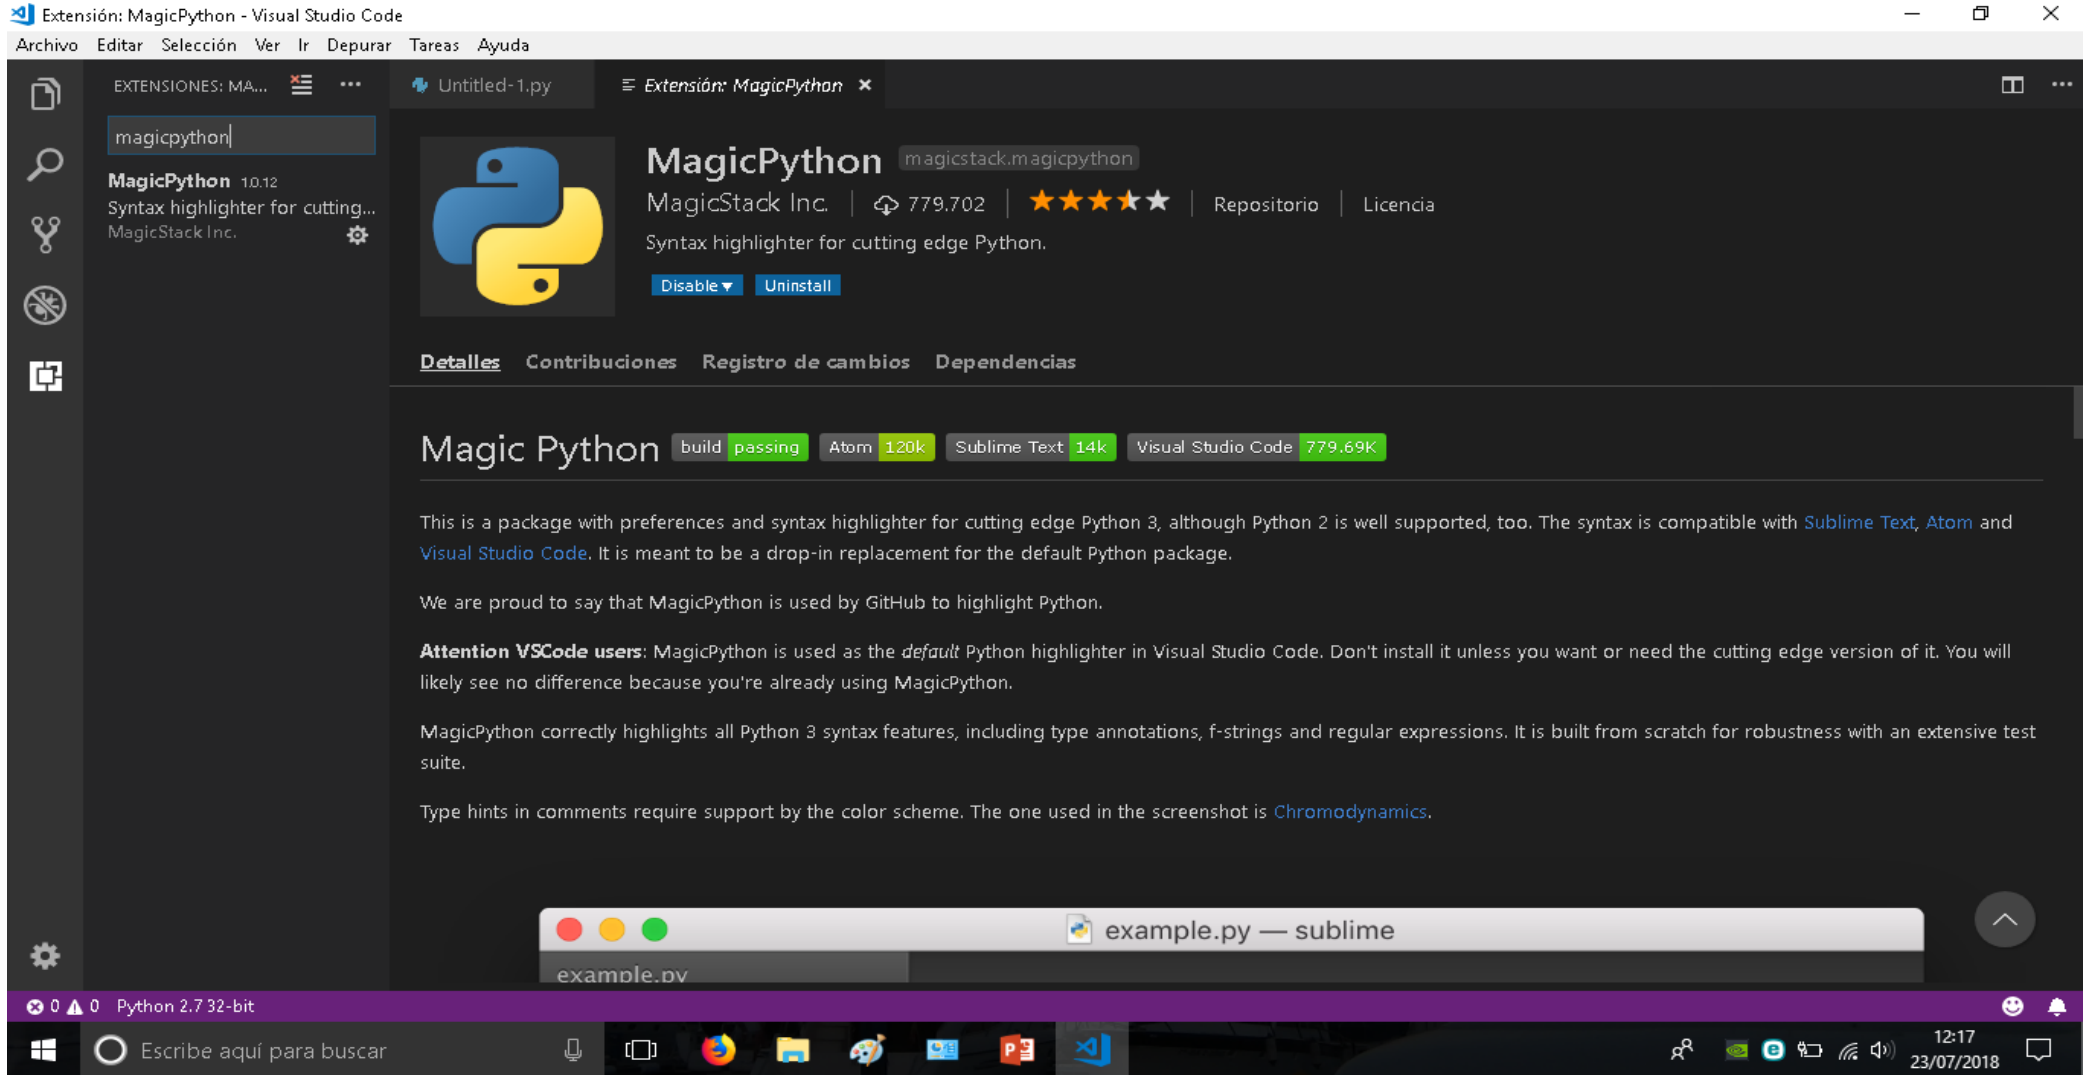 Extensión: MagicPython - Visual Studio Code
Archivo Editar Selección Ver Ir Depurar Tareas Ayuda
EXTENSIONES: MA...
Untitled-1.py
Extensión: MagicPython
magicpython
MagicPython 1.0.12
Syntax highlighter for cutting...
MagicStack Inc.
MagicPython magicstack.magicpython
MagicStack Inc. 779.702 Repositorio Licencia
Syntax highlighter for cutting edge Python.
Disable Uninstall
Detalles Contribuciones Registro de cambios Dependencias
Magic Python build passing Atom 120k Sublime Text 14k Visual Studio Code 779.69K
This is a package with preferences and syntax highlighter for cutting edge Python 3, although Python 2 is well supported, too. The syntax is compatible with Sublime Text, Atom and
Visual Studio Code. It is meant to be a drop-in replacement for the default Python package.
We are proud to say that MagicPython is used by GitHub to highlight Python.
Attention VSCode users: MagicPython is used as the default Python highlighter in Visual Studio Code. Don't install it unless you want or need the cutting edge version of it. You will
likely see no difference because you're already using MagicPython.
MagicPython correctly highlights all Python 3 syntax features, including type annotations, f-strings and regular expressions. It is built from scratch for robustness with an extensive test
suite.
Type hints in comments require support by the color scheme. The one used in the screenshot is Chromodynamics.
example.py — sublime
example.py
0 0 Python 2.7 32-bit
Escribe aquí para buscar
12:17
23/07/2018